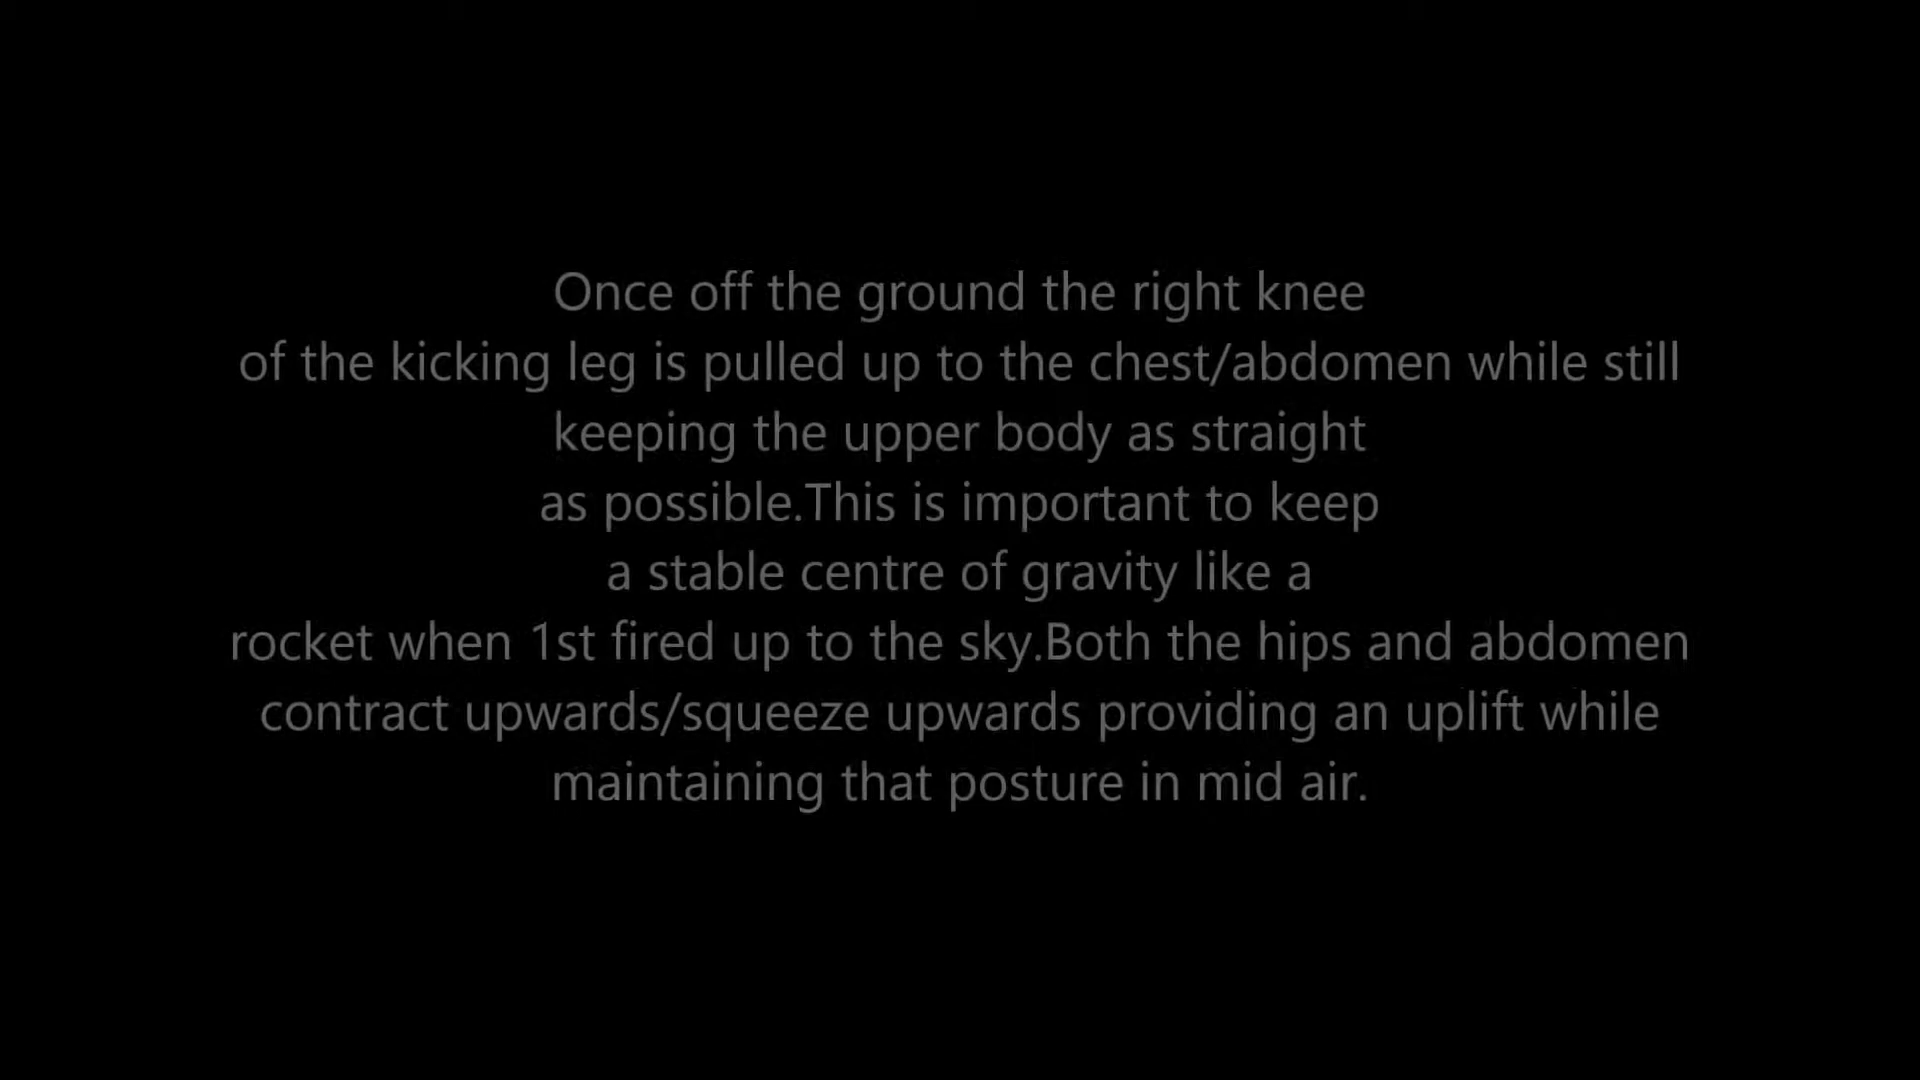 Once off the ground the right knee
of the kicking leg is pulled up to the chest/abdomen while still
keeping the upper body as straight
as possible.This is important to keep
a stable centre of gravity like a
rocket when 1st fired up to the sky.Both the hips and abdomen
contract upwards/squeeze upwards providing an uplift while
maintaining that posture in mid air.